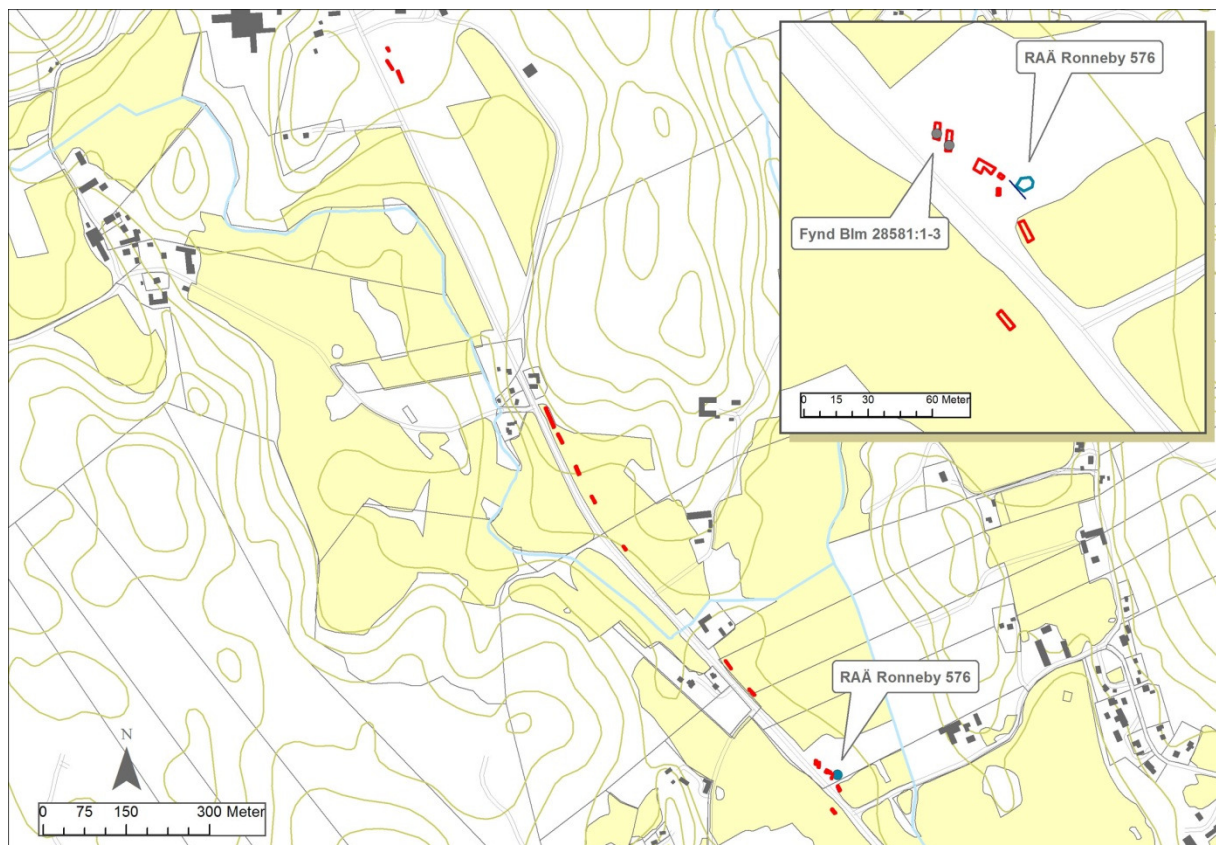 RAÄ Ronneby 576
Fynd Blm 28581:1-3
0 15 30 60 Meter
RAÄ Ronneby 576
N
0 75 150 300 Meter